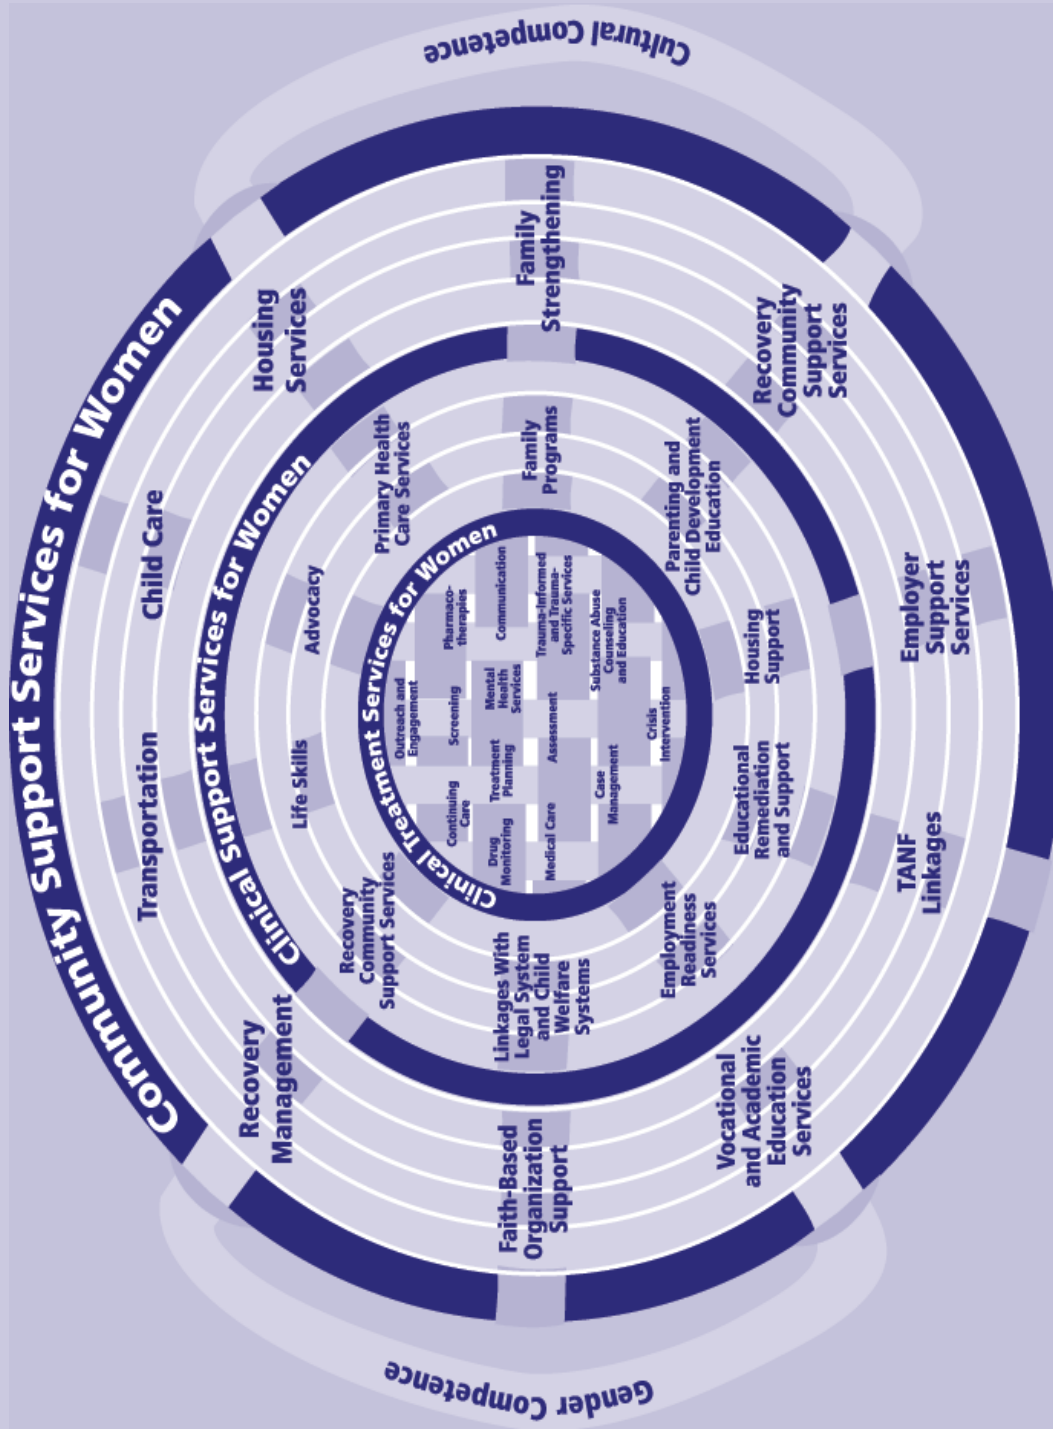 Community Support Services for Women
Transportation
Child Care
Recovery
Management
Housing
Services
Faith-Based
Organization
Support
Family
Strengthening
Vocational
and Academic
Education
Services
Recovery
Community
Support
Services
TANF
Linkages
Employer
Support
Services
Clinical Support Services for Women
Life Skills
Advocacy
Recovery
Community
Support Services
Primary Health
Care Services
Linkages With
Legal System
and Child
Welfare
Systems
Family
Programs
Employment
Readiness
Services
Parenting and
Child Development
Education
Educational
Remediation
and Support
Housing
Support
Clinical Treatment Services for Women
Outreach and
Engagement
Continuing
Care
Screening
Pharmaco-
therapies
Drug
Monitoring
Treatment
Planning
Mental
Health
Services
Communication
Medical Care
Assessment
Trauma-Informed
and Trauma-
Specific Services
Case
Management
Substance Abuse
Counseling
and Education
Crisis
Intervention
Gender Competence
Cultural Competence